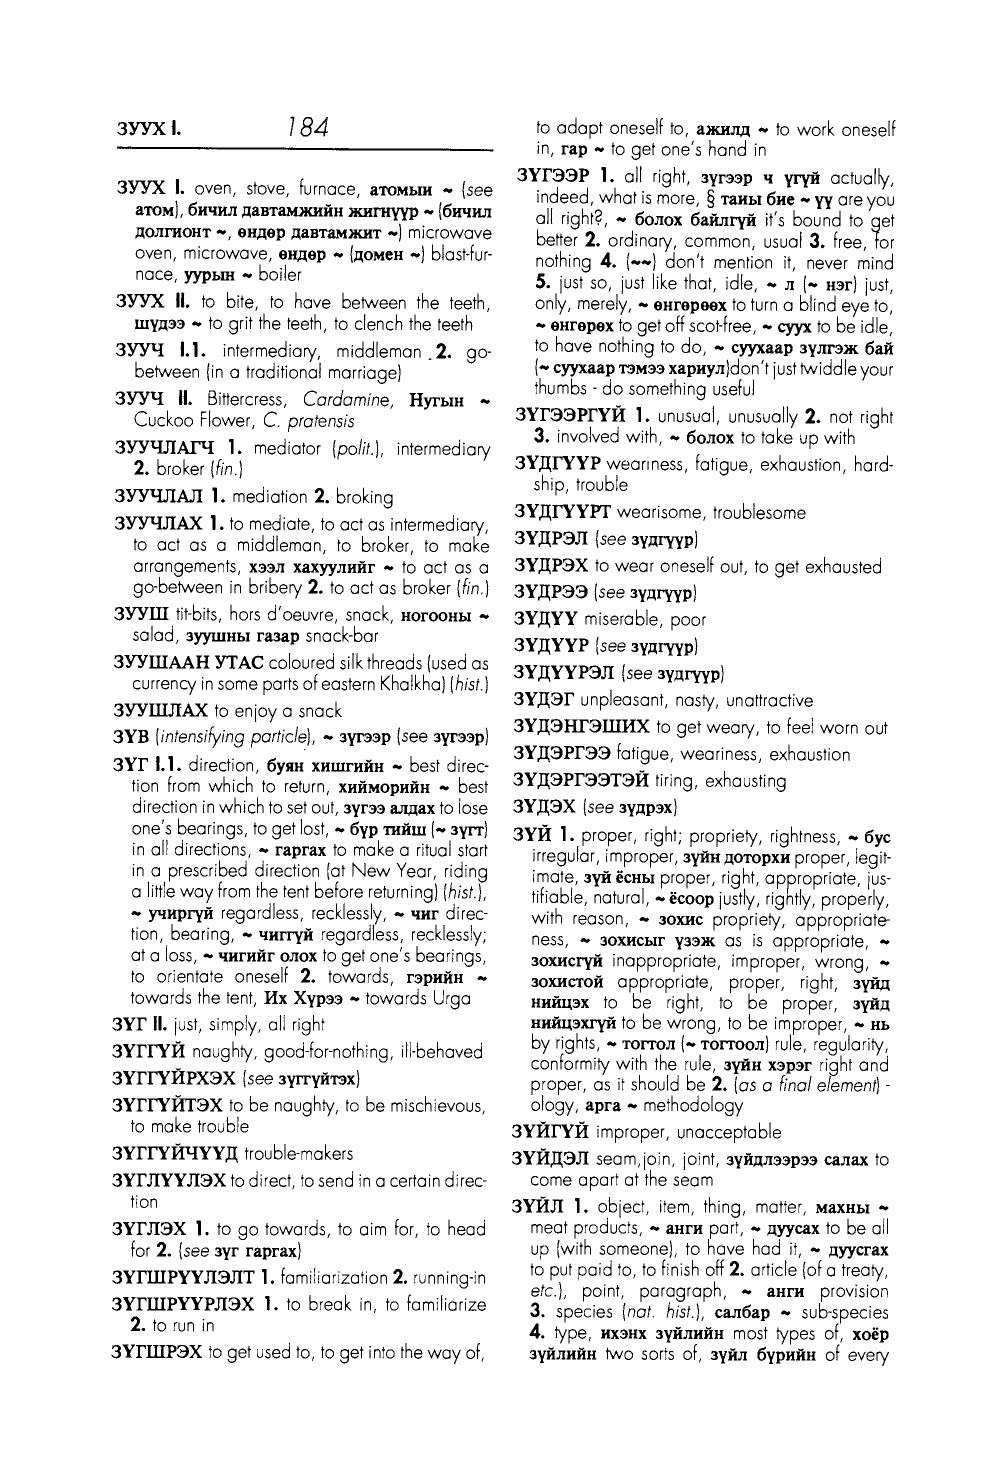 ЗУУХ I. 184
ЗУУХ I. oven, stove, furnace, атомыи ~ (see
атом), бичил давтамжийн жигнүүр ~ (бичил
долгионт ~, өндөр давтамжит ~) microwave
oven, microwave, өндөр ~ (домен ~) blast-fur-
nace, уурын ~ boiler
ЗУУХ II. to bite, to have between the teeth,
шүдээ ~ to grit the teeth, to clench the teeth
ЗУУЧ I.1. intermediary, middleman . 2. go-
between (in a traditional marriage)
ЗУУЧ II. Bittercress, Cardamine, Нугын ~
Cuckoo Flower, C. pratensis
ЗУУЧЛАГЧ 1. mediator (polit.), intermediary
2. broker (fin.)
ЗУУЧЛАЛ 1. mediation 2. broking
ЗУУЧЛАХ 1. to mediate, to act as intermediary,
to act as a middleman, to broker, to make
arrangements, хээл хахуулийг ~ to act as a
go-between in bribery 2. to act as broker (fin.)
ЗУУШ tit-bits, hors d'oeuvre, snack, ногооны ~
salad, зуушны газар snack-bar
ЗУУШААН УТАС coloured silk threads (used as
currency in some parts of eastern Khalkha) (hist.)
ЗУУШЛАХ to enjoy a snack
ЗҮВ (intensifying particle), ~ зүгээр (see зүгээр)
ЗҮГ I.1. direction, буян хишгийн ~ best direc-
tion from which to return, хийморийн ~ best
direction in which to set out, зүгээ алдах to lose
one's bearings, to get lost, ~ бүр тийш (~ зүгт)
in all directions, ~ гаргах to make a ritual start
in a prescribed direction (at New Year, riding
a little way from the tent before returning) (hist.),
~ учиргүй regardless, recklessly, ~ чиг direc-
tion, bearing, ~ чиггүй regardless, recklessly;
at a loss, ~ чигийг олох to get one's bearings,
to orientate oneself 2. towards, гэрийн ~
towards the tent, Их Хүрээ ~ towards Urga
ЗҮГ II. just, simply, all right
ЗҮГГҮЙ naughty, good-for-nothing, ill-behaved
ЗҮГГҮЙРХЭХ (see зүггүйтэх)
ЗҮГГҮЙТЭХ to be naughty, to be mischievous,
to make trouble
ЗҮГГҮЙЧҮҮД trouble-makers
ЗҮГЛҮҮЛЭХ to direct, to send in a certain direc-
tion
ЗҮГЛЭХ 1. to go towards, to aim for, to head
for 2. (see зүг гаргах)
ЗҮГШРҮҮЛЭЛТ 1. familiarization 2. running-in
ЗҮГШРҮҮРЛЭХ 1. to break in, to familiarize
2. to run in
ЗҮГШРЭХ to get used to, to get into the way of,
to adapt oneself to, ажилд ~ to work oneself
in, гар ~ to get one's hand in
ЗҮГЭЭР 1. all right, зүгээр ч үгүй actually,
indeed, what is more, § таиы бие ~ үү are you
all right?, ~ болох байлгүй it's bound to get
better 2. ordinary, common, usual 3. free, for
nothing 4. (~~) don't mention it, never mind
5. just so, just like that, idle, ~ л (~ нэг) just,
only, merely, ~ өнгөрөөх to turn a blind eye to,
~ өнгөрөх to get off scot-free, ~ суух to be idle,
to have nothing to do, ~ суухаар зүлгэж бай
(~ суухаар тэмээ хариул)don't just twiddle your
thumbs - do something useful
ЗҮГЭЭРГҮЙ 1. unusual, unusually 2. not right
3. involved with, ~ болох to take up with
ЗҮДГҮҮР weariness, fatigue, exhaustion, hard-
ship, trouble
ЗҮДГҮҮРТ wearisome, troublesome
ЗҮДРЭЛ (see зүдгүүр)
ЗҮДРЭХ to wear oneself out, to get exhausted
ЗҮДРЭЭ (see зүдгүүр)
ЗҮДҮҮ miserable, poor
ЗҮДҮҮР (see зүдгүүр)
ЗҮДҮҮРЭЛ (see зүдгүүр)
ЗҮДЭГ unpleasant, nasty, unattractive
ЗҮДЭНГЭШИХ to get weary, to feel worn out
ЗҮДЭРГЭЭ fatigue, weariness, exhaustion
ЗҮДЭРГЭЭТЭЙ tiring, exhausting
ЗҮДЭХ (see зүдрэх)
ЗҮЙ 1. proper, right; propriety, rightness, ~ бус
irregular, improper, зүйн доторхи proper, legit-
imate, зүй ёсны proper, right, appropriate, jus-
tifiable, natural, ~ ёсоор justly, rightly, properly,
with reason, ~ зохис propriety, appropriate-
ness, ~ зохисыг үзэж as is appropriate, ~
зохисгүй inappropriate, improper, wrong, ~
зохистой appropriate, proper, right, зүйд
нийцэх to be right, to be proper, зүйд
нийцэхгүй to be wrong, to be improper, ~ нь
by rights, ~ тогтол (~ тогтоол) rule, regularity,
conformity with the rule, зүйн хэрэг right and
proper, as it should be 2. (as a final element) -
ology, арга ~ methodology
ЗҮЙГҮЙ improper, unacceptable
ЗҮЙДЭЛ seam,join, joint, зүйдлээрээ салах to
come apart at the seam
ЗҮЙЛ 1. object, item, thing, matter, махны ~
meat products, ~ анги part, ~ дуусах to be all
up (with someone), to have had it, ~ дуусгах
to put paid to, to finish off 2. article (of a treaty,
etc.), point, paragraph, ~ анги provision
3. species (nat. hist.), салбар ~ sub-species
4. type, ихэнх зүйлийн most types of, хоёр
зүйлийн two sorts of, зүйл бүрийн of every